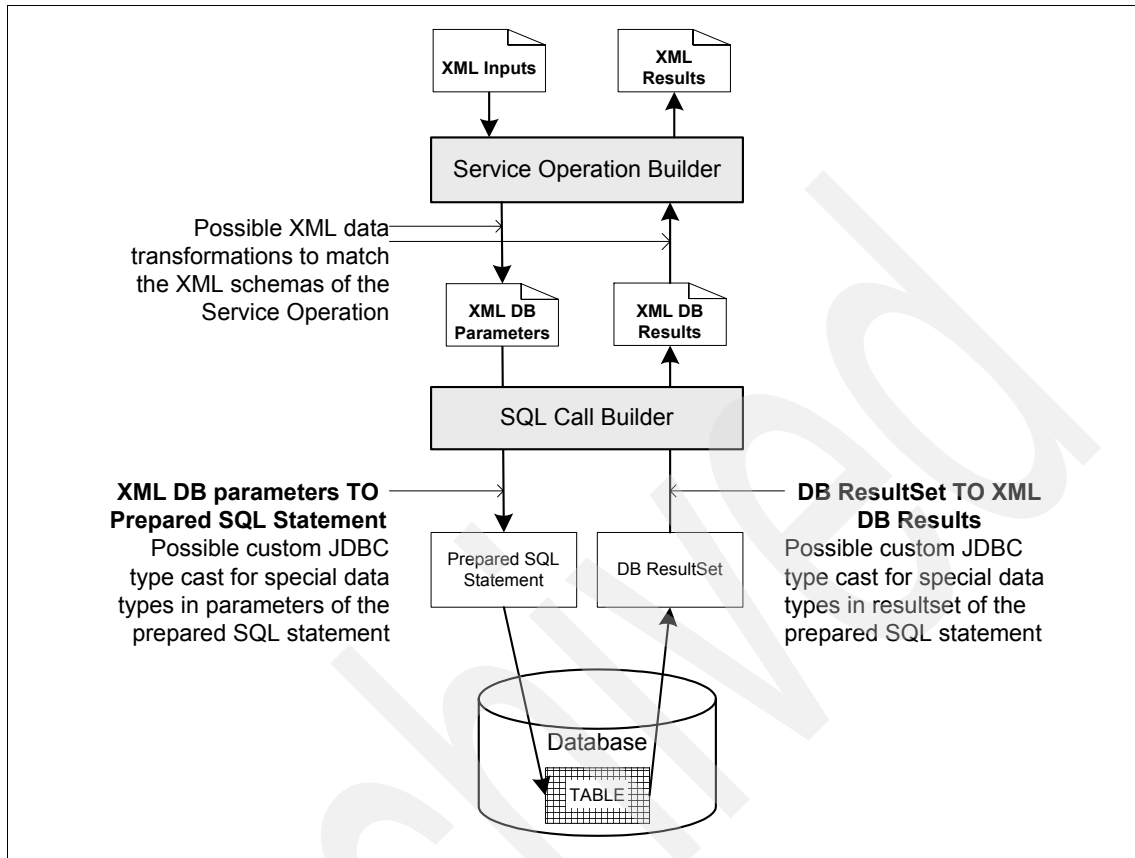 XML Inputs
XML
Results
Service Operation Builder
Possible XML data
transformations to match
the XML schemas of the
Service Operation
XML DB
Parameters
XML DB
Results
SQL Call Builder
XML DB parameters TO
Prepared SQL Statement
Possible custom JDBC
type cast for special data
types in parameters of the
prepared SQL statement
DB ResultSet TO XML
DB Results
Possible custom JDBC
type cast for special data
types in resultset of the
prepared SQL statement
Prepared SQL
Statement
DB ResultSet
Database
TABLE
hived